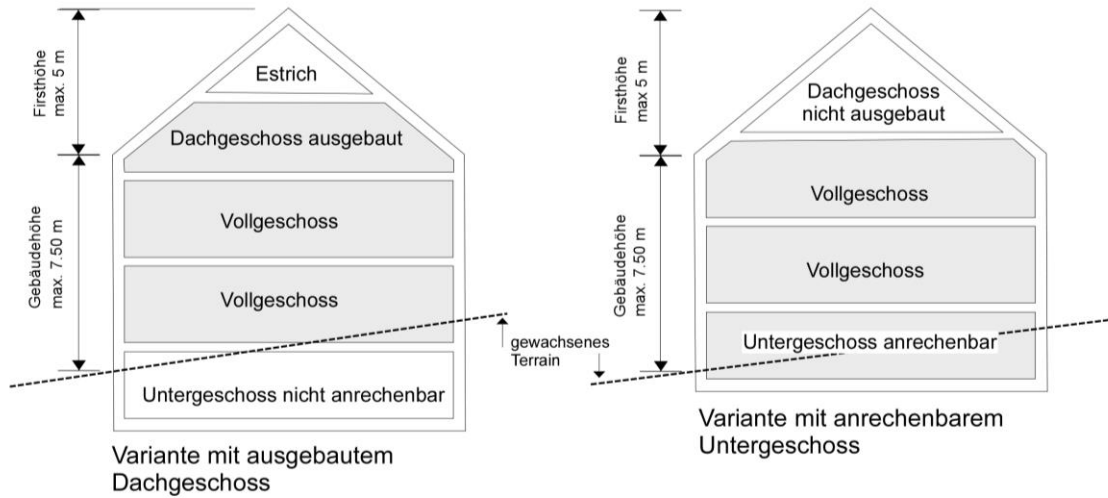 Firsthöhe
max. 5 m
Estrich
Dachgeschoss ausgebaut
Gebäudehöhe
max. 7.50 m
Vollgeschoss
Vollgeschoss
Untergeschoss nicht anrechenbar
Variante mit ausgebautem
Dachgeschoss
gewachsenes
Terrain
Firsthöhe
max 5 m
Dachgeschoss
nicht ausgebaut
Gebäudehöhe
max. 7.50 m
Vollgeschoss
Vollgeschoss
Untergeschoss anrechenbar
Variante mit anrechenbarem
Untergeschoss